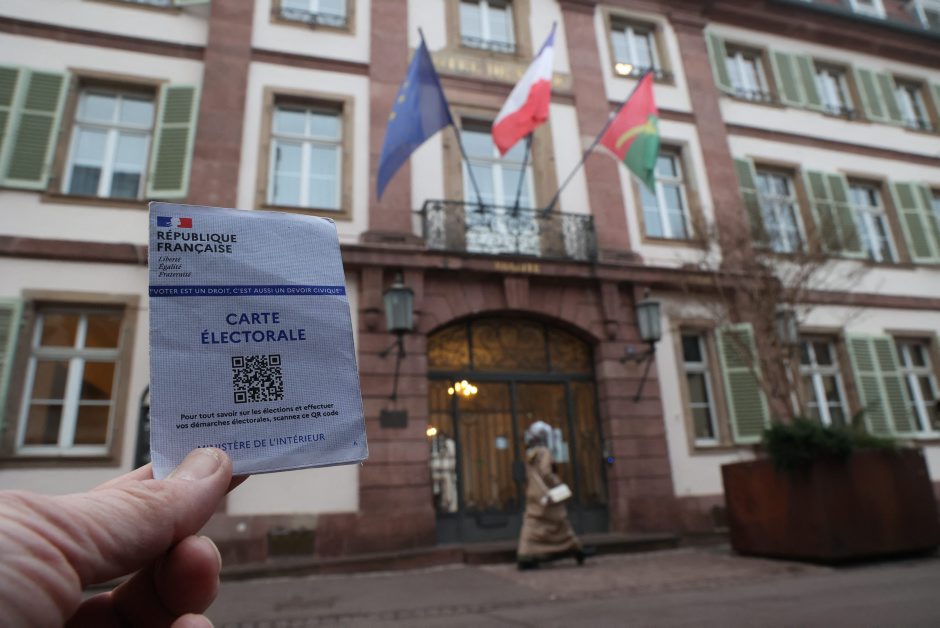 RÉPUBLIQUE
FRANÇAISE
Liberté
Égalité
Fraternité
"VOTER EST UN DROIT, C'EST AUSSI UN DEVOIR CIVIQUE"
CARTE
ÉLECTORALE
Pour tout savoir sur les élections et effectuer
vos démarches électorales, scannez ce QR code
MINISTÈRE DE L'INTÉRIEUR
A